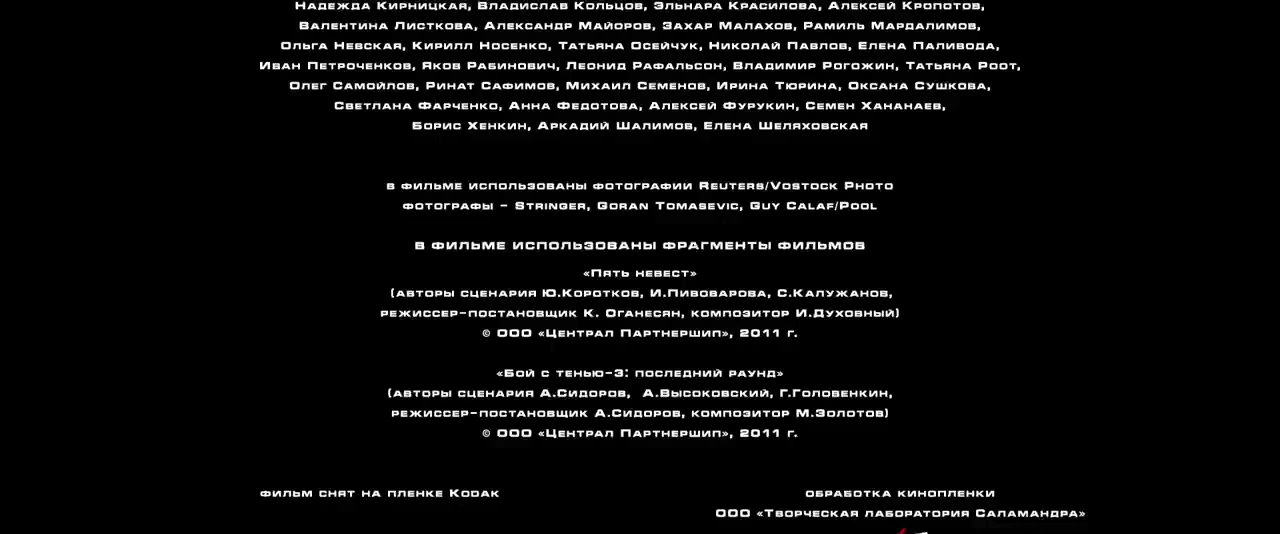 Надежда Кирницкая, Владислав Кольцов, Эльнара Красилова, Алексей Кропотов,
Валентина Листкова, Александр Майоров, Захар Малахов, Рамиль Мардалимов,
Ольга Невская, Кирилл Носенко, Татьяна Осейчук, Николай Павлов, Елена Паливода,
Иван Петроченков, Яков Рабинович, Леонид Рафальсон, Владимир Рогожин, Татьяна Роот,
Олег Самойлов, Ринат Сафимов, Михаил Семенов, Ирина Тюрина, Оксана Сушкова,
Светлана Фарченко, Анна Федотова, Алексей Фурукин, Семен Хананаев,
Борис Хенкин, Аркадий Шалимов, Елена Шеляховская
в фильме использованы фотографии Reuters/Vostock Photo
фотографы – Stringer, Goran Tomasevic, Guy Calaf/Pool
в фильме использованы фрагменты фильмов
«Пять невест»
(авторы сценария Ю.Коротков, И.Пивоварова, С.Калужанов,
режиссер-постановщик К. Оганесян, композитор И.Духовный)
© ООО «Централ Партнершип», 2011 г.
«Бой с тенью-3: последний раунд»
(авторы сценария А.Сидоров, А.Высоковский, Г.Головенкин,
режиссер-постановщик А.Сидоров, композитор М.Золотов)
© ООО «Централ Партнершип», 2011 г.
фильм снят на пленке Kodak
обработка кинопленки
ООО «Творческая лаборатория Саламандра»